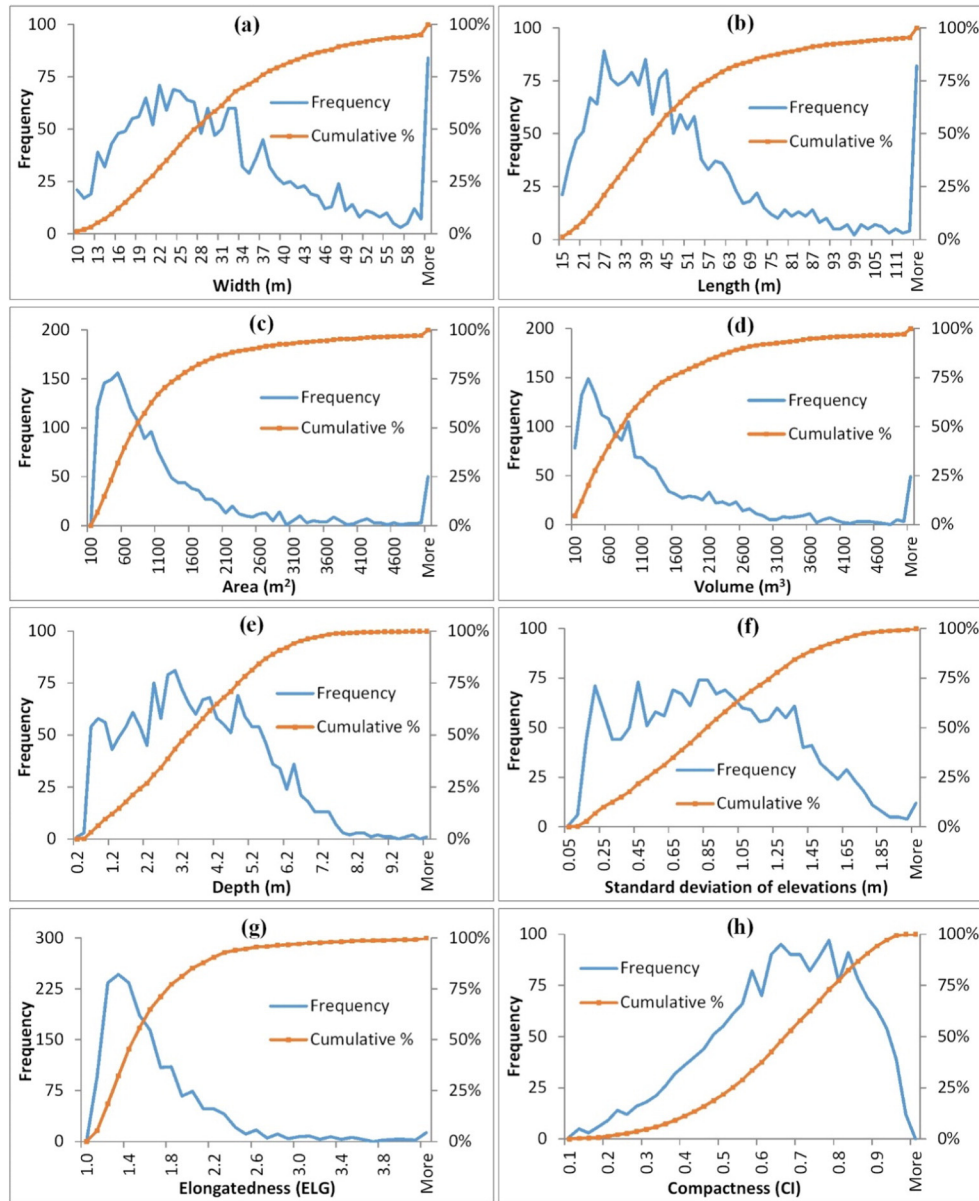 (a)
100
75
50
25
0
Frequency
100%
75%
50%
25%
0%
Frequency
Cumulative %
10 13 16 19 22 25 28 31 34 37 40 43 46 49 52 55 58 More
Width (m)
(b)
100
75
50
25
0
Frequency
100%
75%
50%
25%
0%
Frequency
Cumulative %
15 21 27 33 39 45 51 57 63 69 75 81 87 93 99 105 111 More
Length (m)
(c)
200
150
100
50
0
Frequency
100%
75%
50%
25%
0%
Frequency
Cumulative %
100 600 1100 1600 2100 2600 3100 3600 4100 4600 More
Area (m²)
(d)
200
150
100
50
0
Frequency
100%
75%
50%
25%
0%
Frequency
Cumulative %
100 600 1100 1600 2100 2600 3100 3600 4100 4600 More
Volume (m³)
(e)
100
75
50
25
0
Frequency
100%
75%
50%
25%
0%
Frequency
Cumulative %
0.2 1.2 2.2 3.2 4.2 5.2 6.2 7.2 8.2 9.2 More
Depth (m)
(f)
100
75
50
25
0
Frequency
100%
75%
50%
25%
0%
Frequency
Cumulative %
0.05 0.25 0.45 0.65 0.85 1.05 1.25 1.45 1.65 1.85 More
Standard deviation of elevations (m)
(g)
300
225
150
75
0
Frequency
100%
75%
50%
25%
0%
Frequency
Cumulative %
1.0 1.4 1.8 2.2 2.6 3.0 3.4 3.8 More
Elongatedness (ELG)
(h)
100
75
50
25
0
Frequency
100%
75%
50%
25%
0%
Frequency
Cumulative %
0.1 0.2 0.3 0.4 0.5 0.6 0.7 0.8 0.9 More
Compactness (CI)